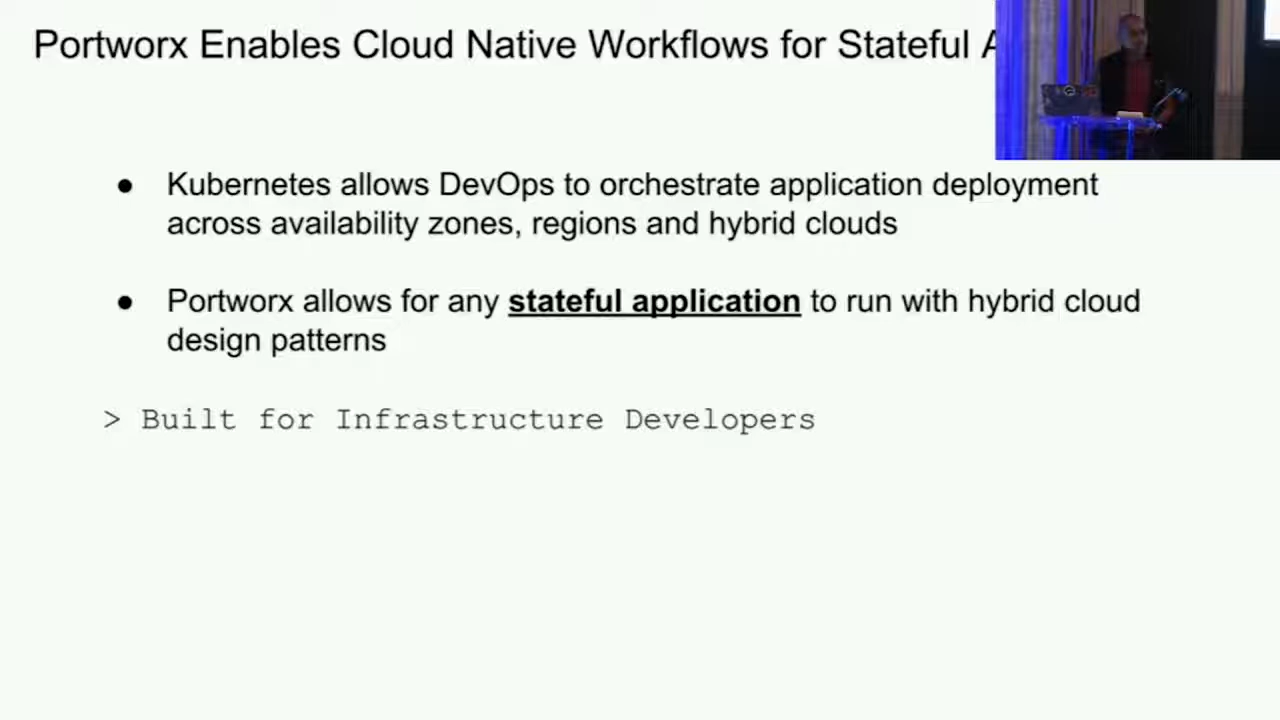 Portworx Enables Cloud Native Workflows for Stateful
● Kubernetes allows DevOps to orchestrate application deployment
across availability zones, regions and hybrid clouds
● Portworx allows for any stateful application to run with hybrid cloud
design patterns
> Built for Infrastructure Developers